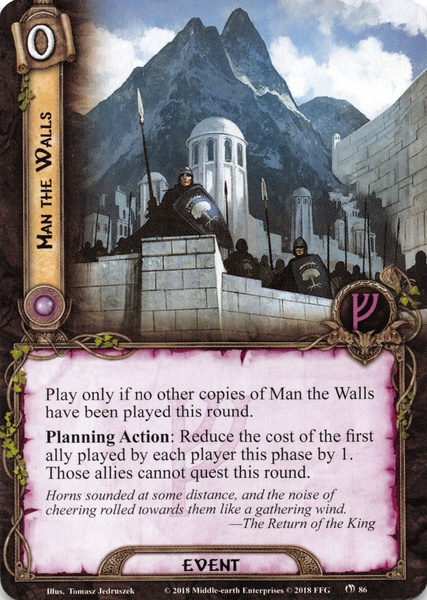 0
MAN THE WALLS
Play only if no other copies of Man the Walls
have been played this round.
Planning Action: Reduce the cost of the first
ally played by each player this phase by 1.
Those allies cannot quest this round.
Horns sounded at some distance, and the noise of
cheering rolled towards them like a gathering wind.
—The Return of the King
EVENT
Illus. Tomasz Jedruszek © 2018 Middle-earth Enterprises © 2018 FFG 86